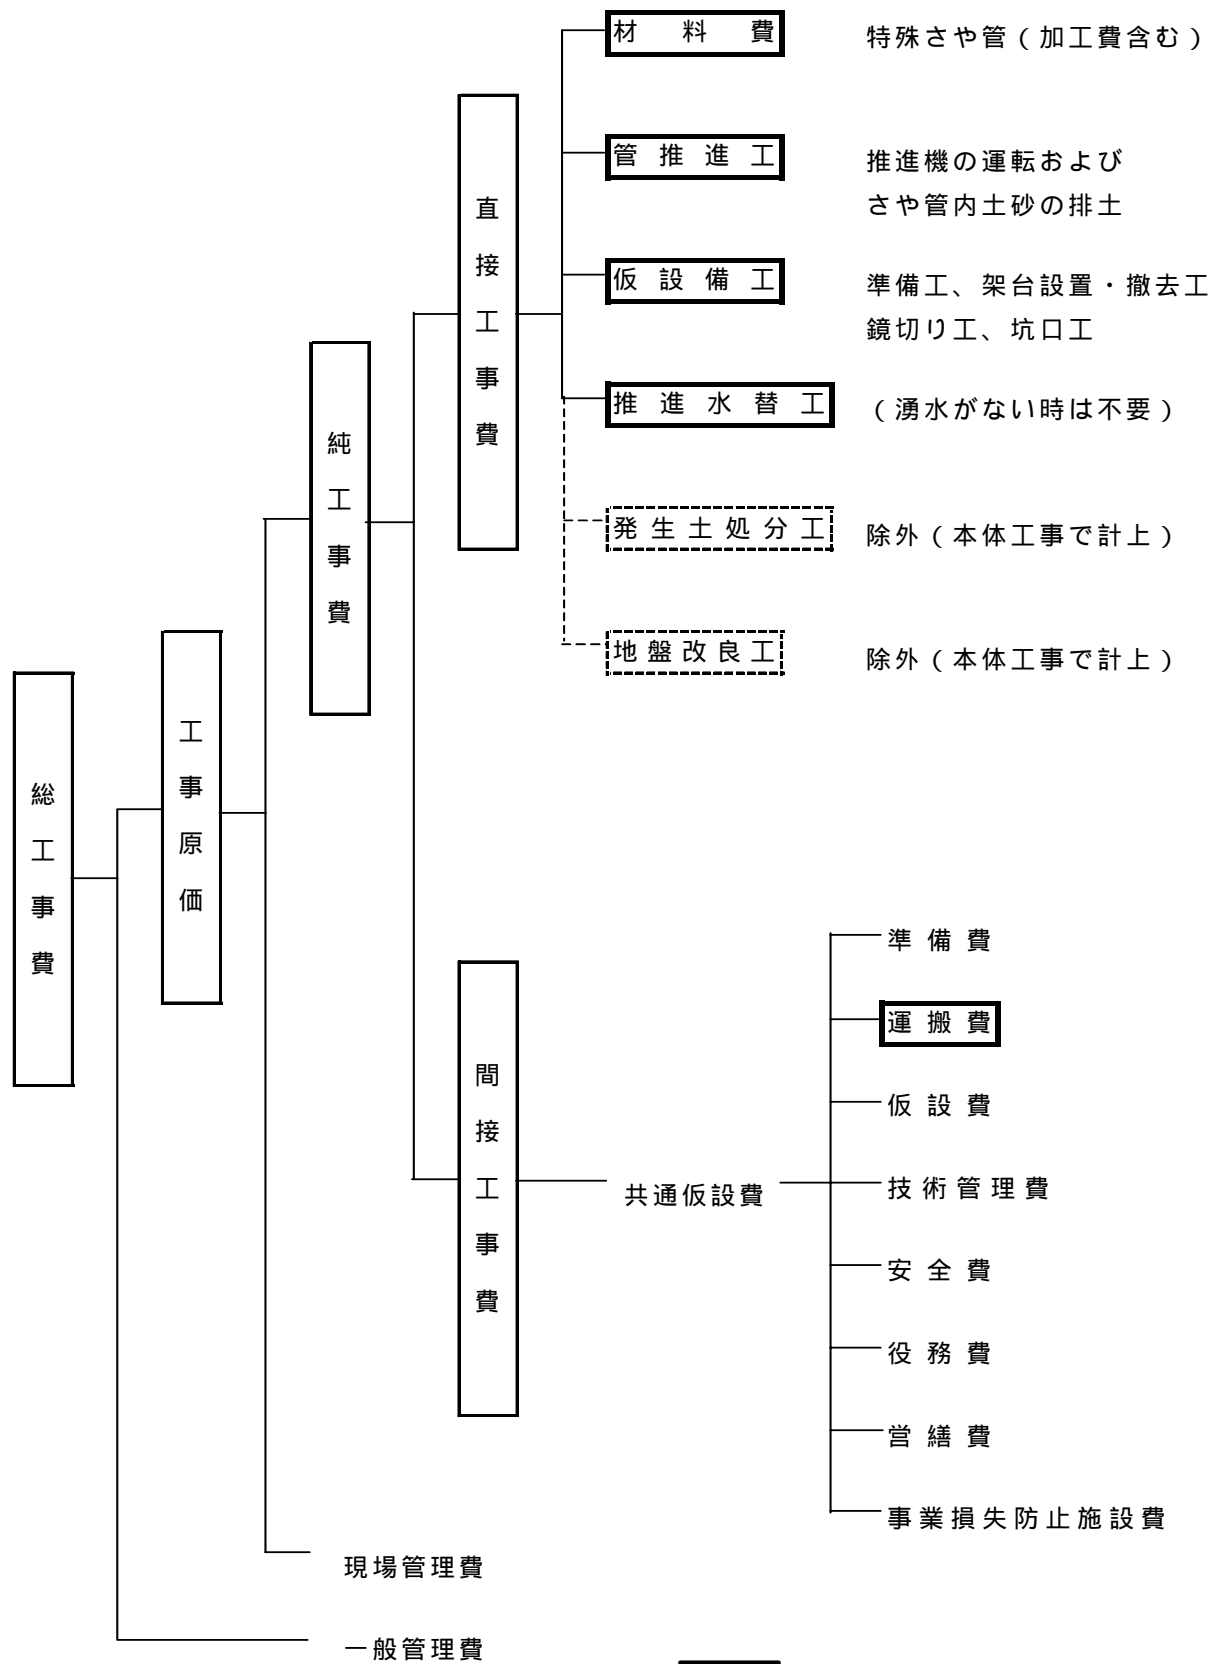 材料費
特殊さや管（加工費含む）
管推進工
推進機の運転および
さや管内土砂の排土
仮設備工
準備工、架台設置・撤去工
鏡切り工、坑口工
推進水替工
（湧水がない時は不要）
発生土処分工
除外（本体工事で計上）
地盤改良工
除外（本体工事で計上）
直接工事費
純工事費
工事原価
総工事費
間接工事費
共通仮設費
準備費
運搬費
仮設費
技術管理費
安全費
役務費
営繕費
事業損失防止施設費
現場管理費
一般管理費